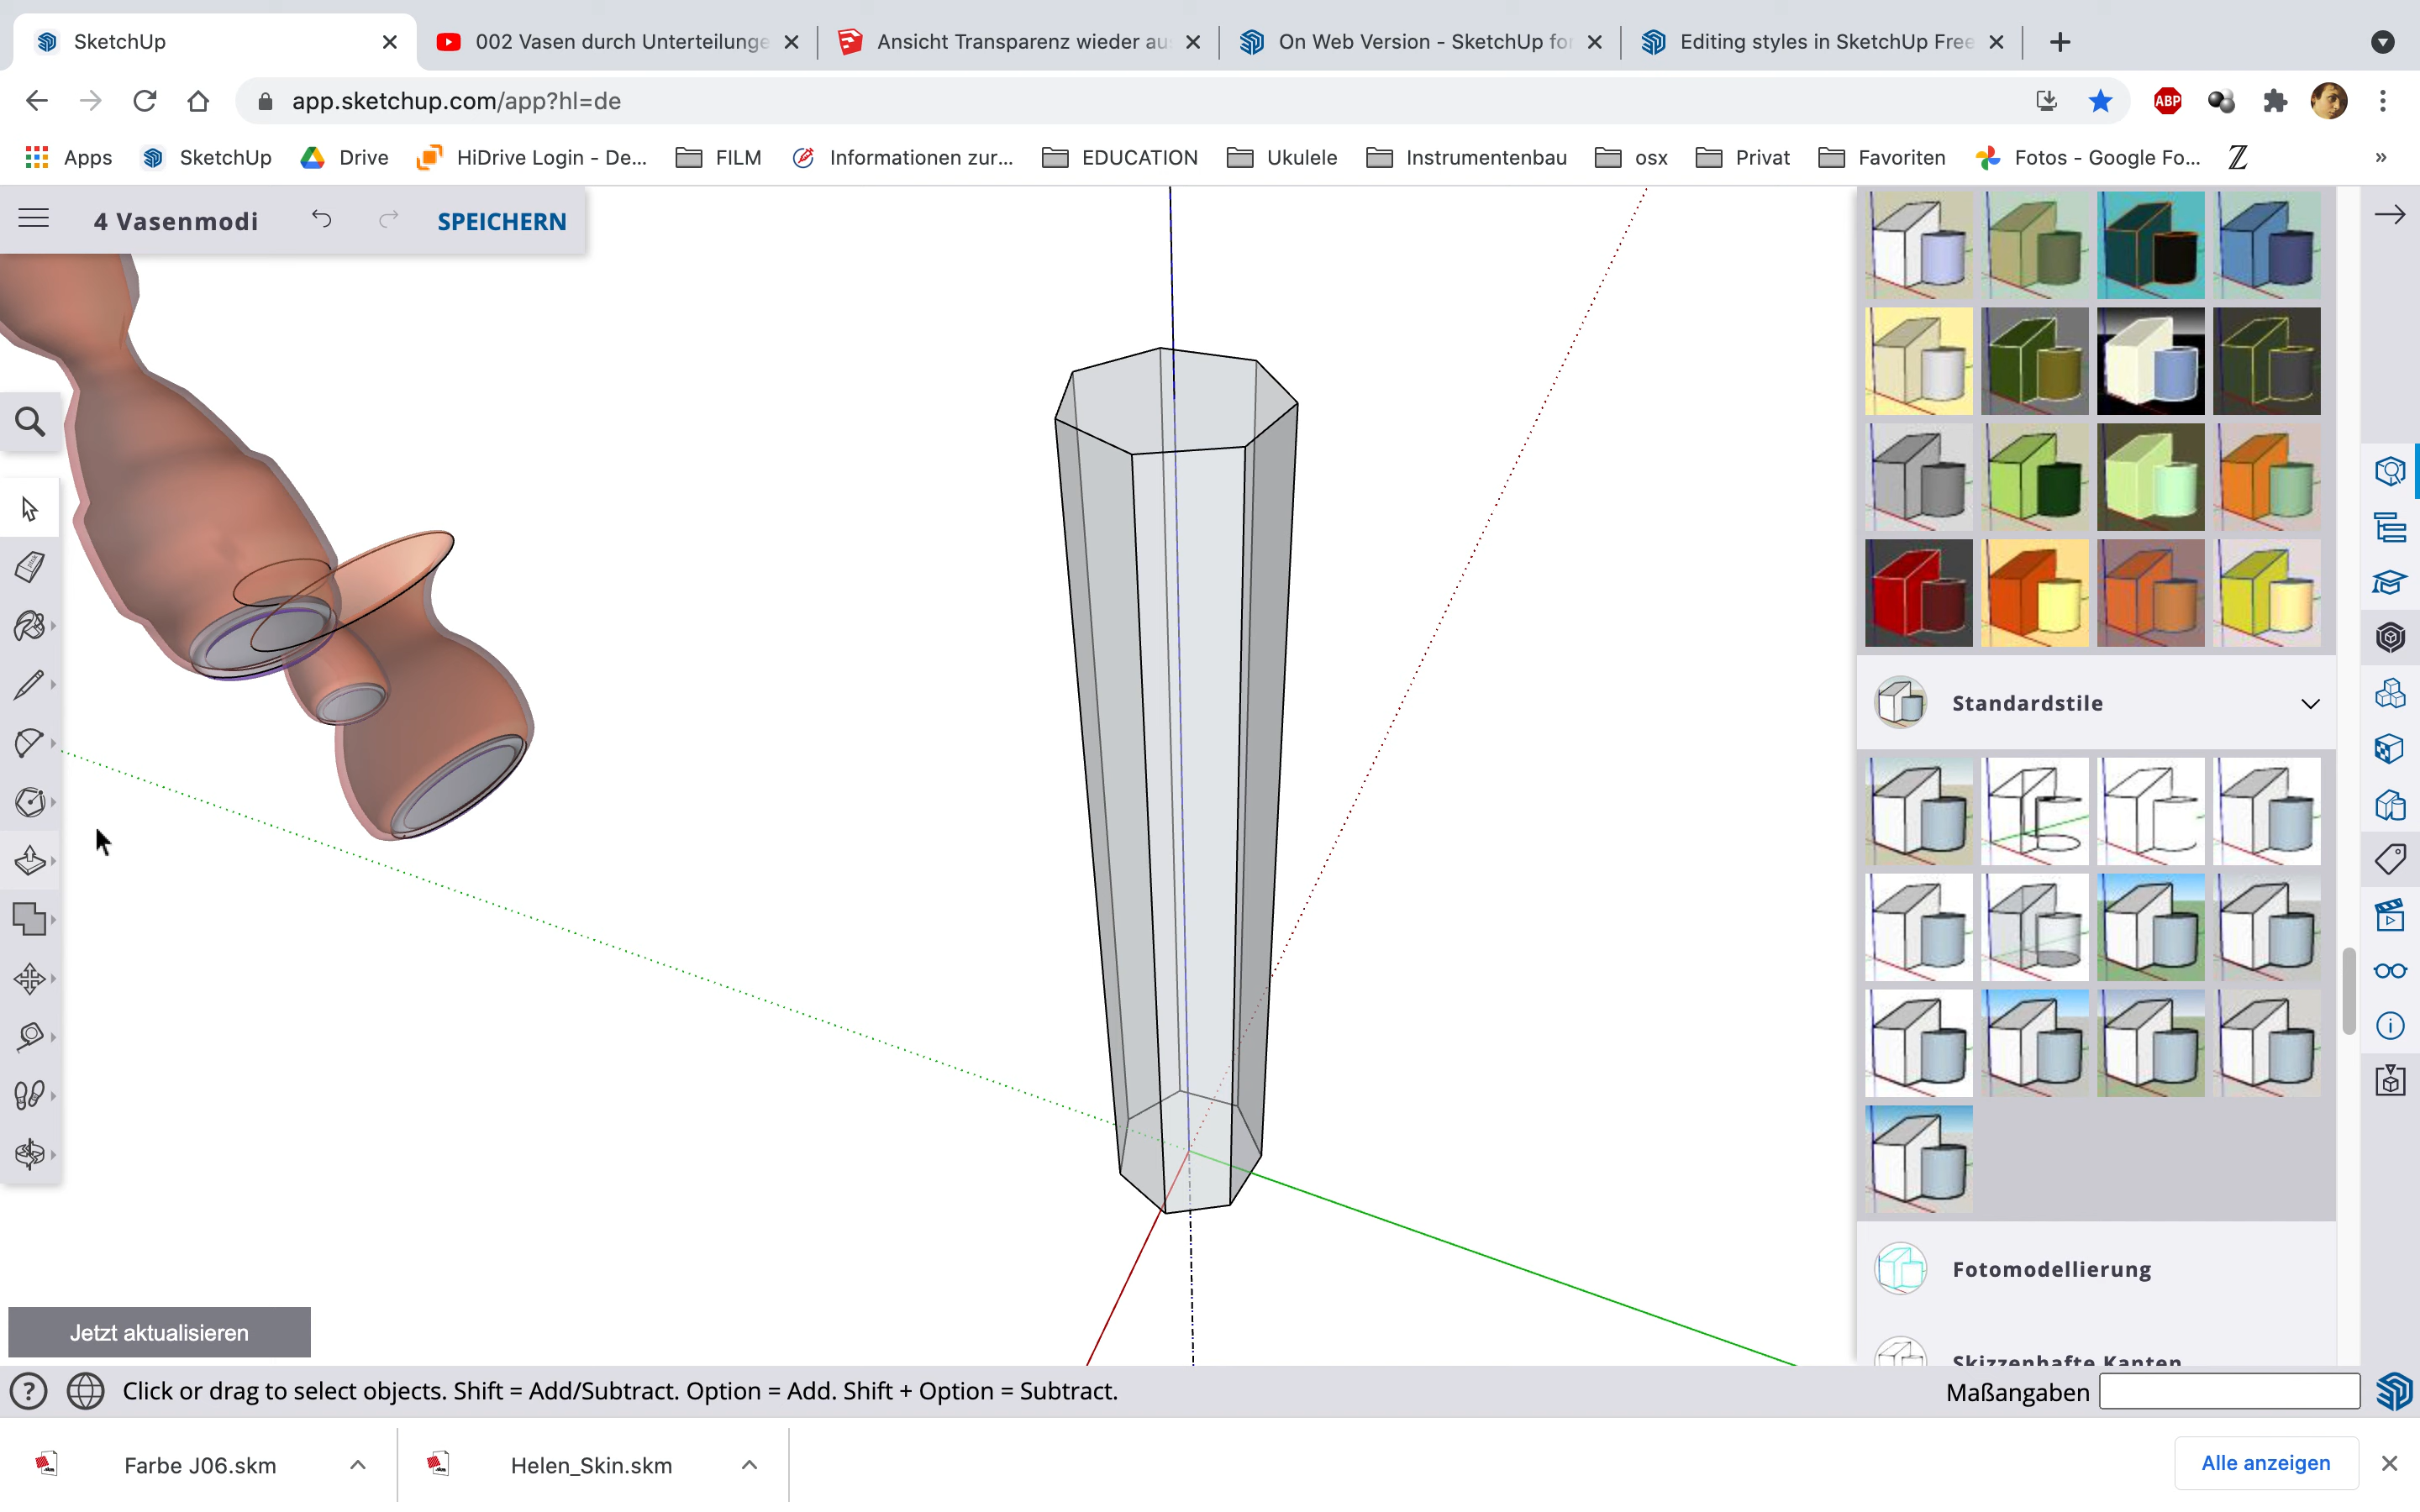 SketchUp
002 Vasen durch Unterteilunge
Ansicht Transparenz wieder au
On Web Version - SketchUp fo
Editing styles in SketchUp Free
app.sketchup.com/app?hl=de
ABP
Apps
SketchUp
Drive
HiDrive Login - De...
FILM
Informationen zur...
EDUCATION
Ukulele
Instrumentenbau
osx
Privat
Favoriten
Fotos - Google Fo...
4 Vasenmodi
SPEICHERN
Standardstile
Fotomodellierung
Skizzenhafte Kanten
Jetzt aktualisieren
Click or drag to select objects. Shift = Add/Subtract. Option = Add. Shift + Option = Subtract.
Maßangaben
Farbe J06.skm
Helen_Skin.skm
Alle anzeigen